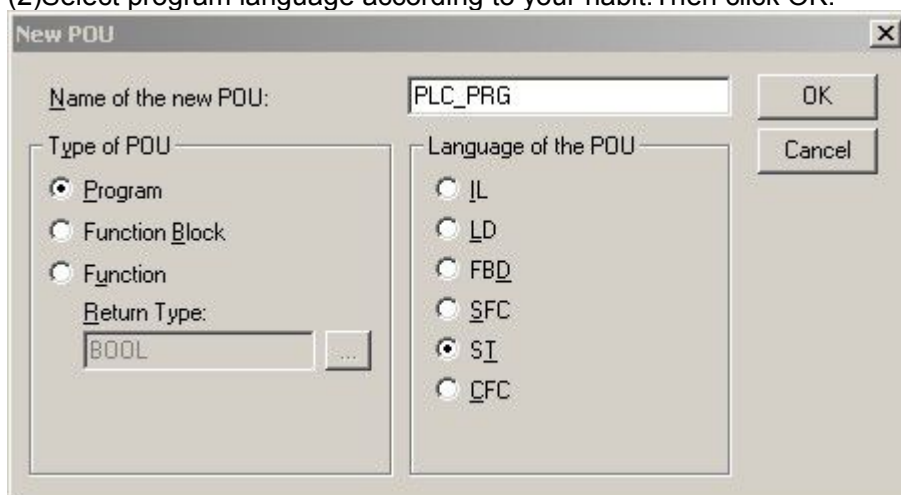 (2)Select program language according to your habit.Then click OK.
New POU
Name of the new POU:
PLC_PRG
OK
Cancel
Type of POU
Program
Function Block
Function
Return Type:
BOOL
...
Language of the POU
IL
LD
FBD
SFC
ST
CFC